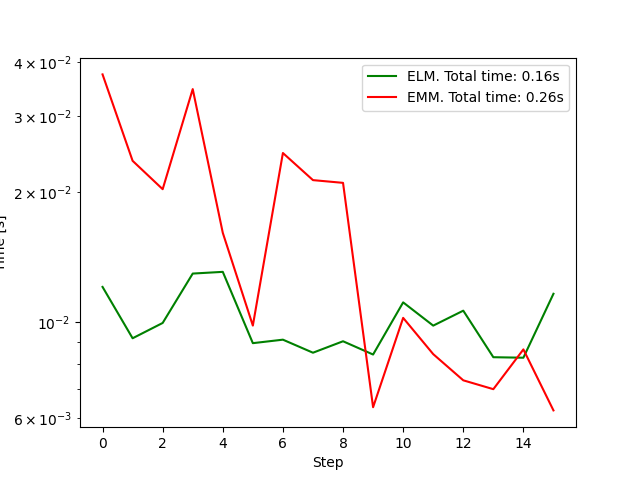 4 × 10⁻²
3 × 10⁻²
2 × 10⁻²
10⁻²
6 × 10⁻³
Time [s]
0 2 4 6 8 10 12 14
Step
ELM. Total time: 0.16s
EMM. Total time: 0.26s